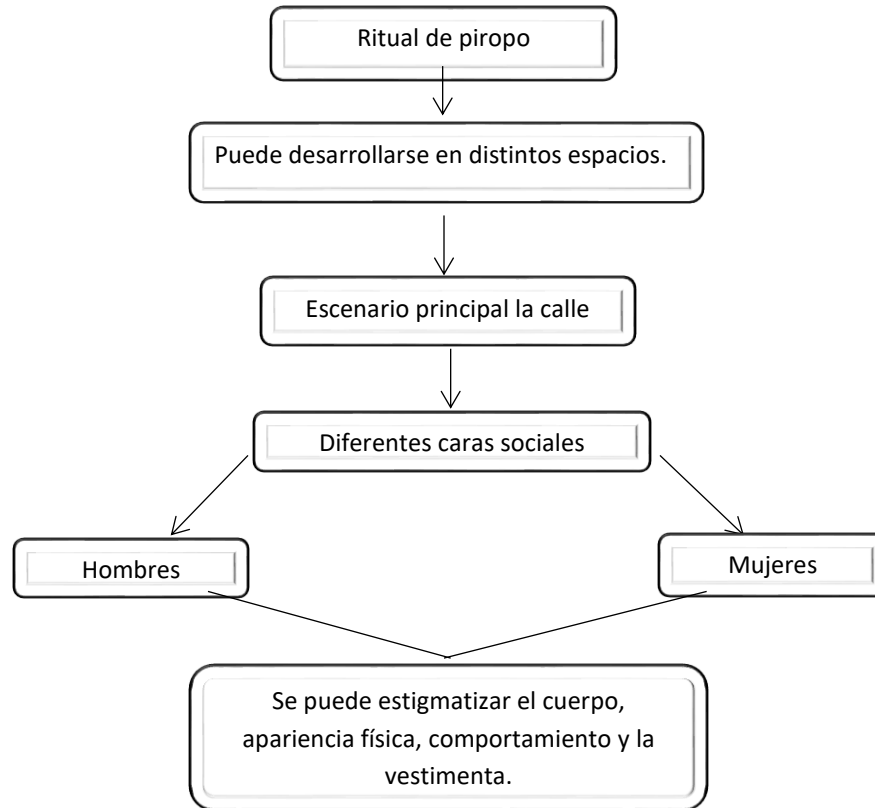 Ritual de piropo
Puede desarrollarse en distintos espacios.
Escenario principal la calle
Diferentes caras sociales
Hombres
Mujeres
Se puede estigmatizar el cuerpo,
apariencia física, comportamiento y la
vestimenta.